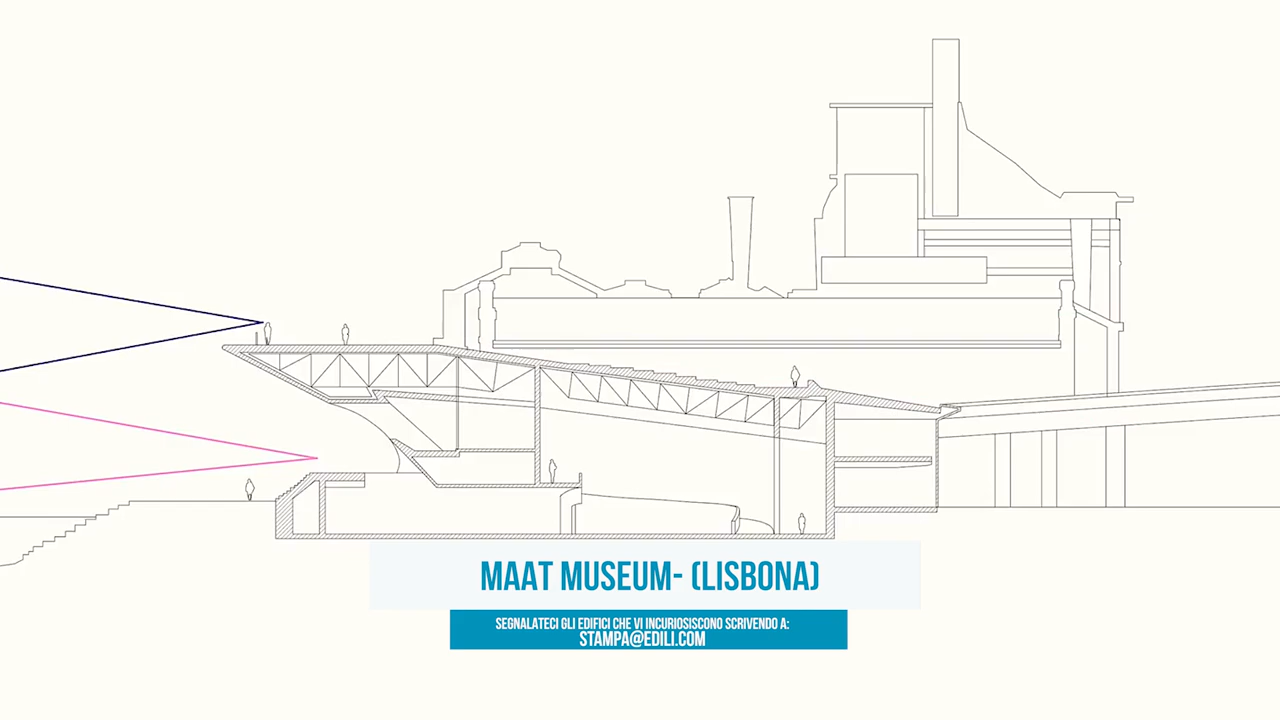 MAAT MUSEUM- (LISBONA)
SEGNALATECI GLI EDIFICI CHE VI INCURIOSISCONO SCRIVENDO A:
STAMPA@EDILI.COM